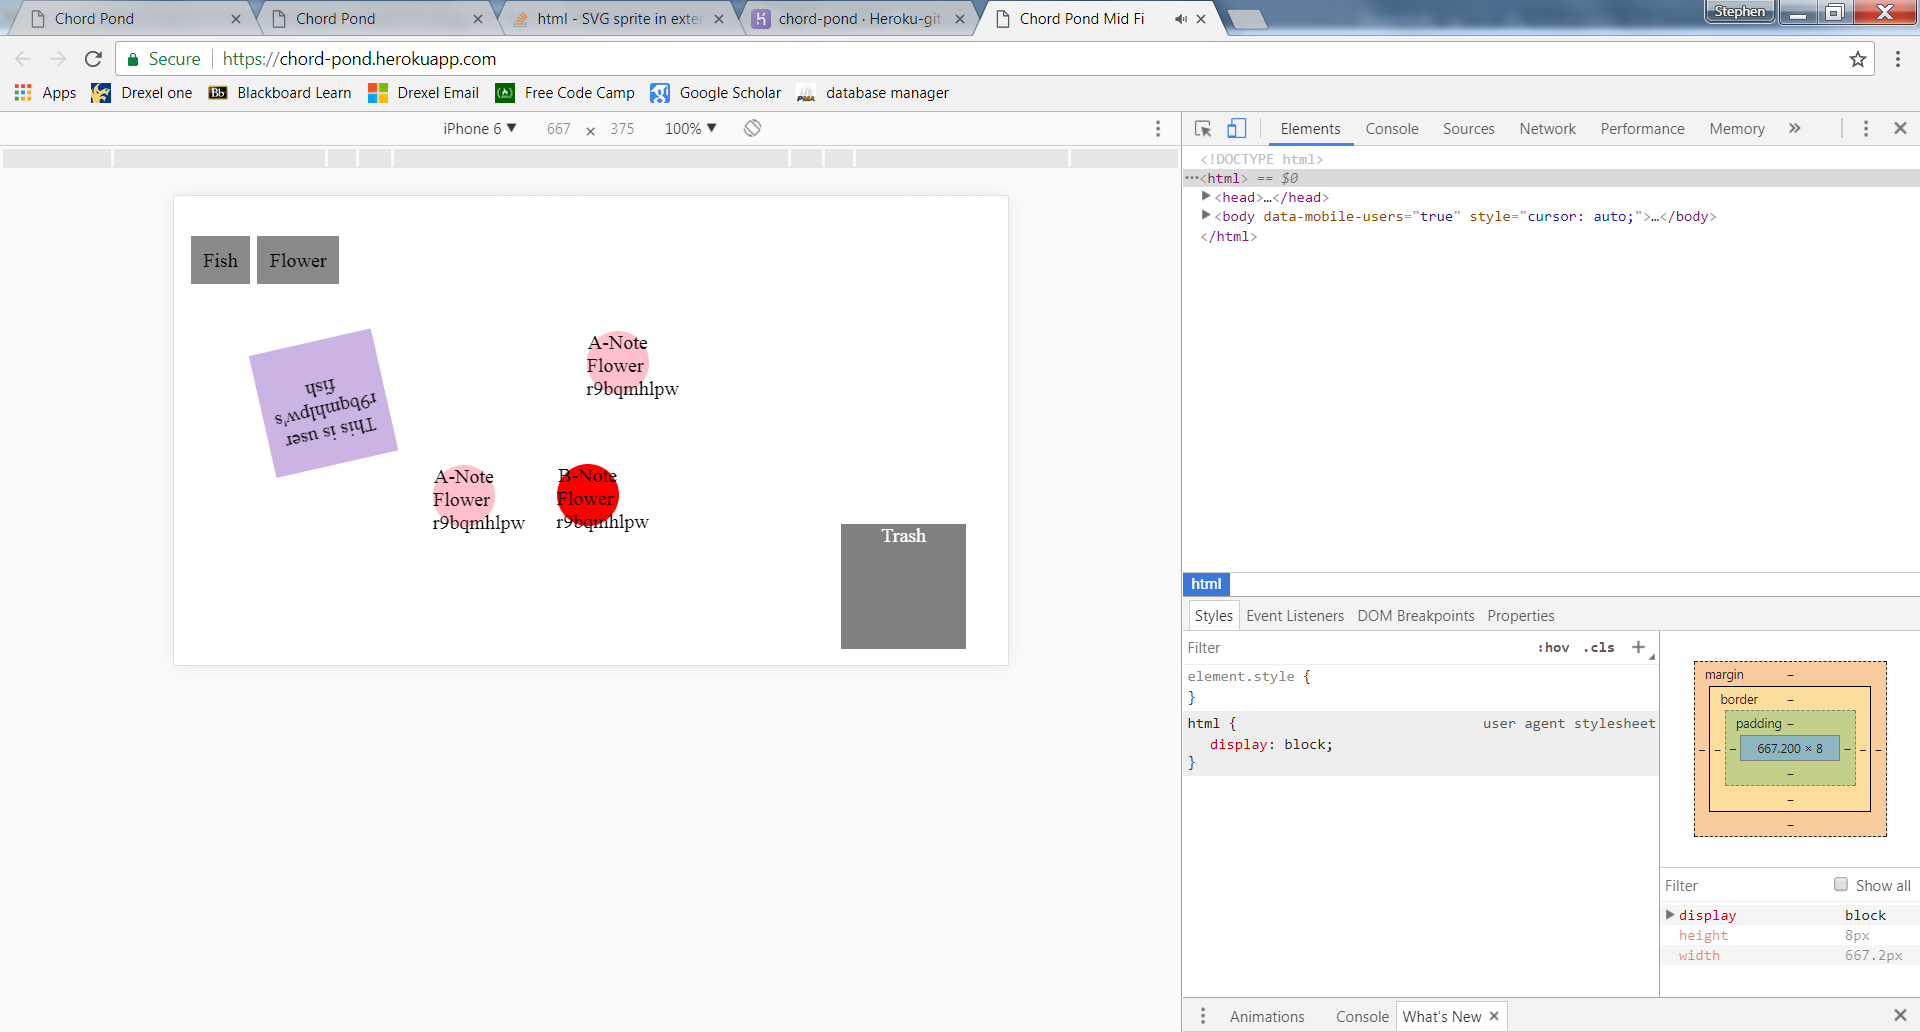 Chord Pond
Chord Pond
html - SVG sprite in exter
chord-pond · Heroku-git
Chord Pond Mid Fi
Stephen
Secure
https://chord-pond.herokuapp.com
Apps
Drexel one
Bb
Blackboard Learn
Drexel Email
Free Code Camp
Google Scholar
PMA
database manager
iPhone 6
667
×
375
100%
Elements
Console
Sources
Network
Performance
Memory
»
<!DOCTYPE html>
•••<html> == $0
<head>…</head>
<body data-mobile-users="true" style="cursor: auto;">…</body>
</html>
Fish
Flower
This is user
r9bqmhlpw's
fish
A-Note
Flower
r9bqmhlpw
A-Note
Flower
r9bqmhlpw
B-Note
Flower
r9bqmhlpw
Trash
html
Styles
Event Listeners
DOM Breakpoints
Properties
Filter
:hov
.cls
+
element.style {
}
html {
user agent stylesheet
display: block;
}
margin
–
border
–
padding –
– – – 667.200 × 8 – – –
–
–
–
Filter
Show all
display
block
height
8px
width
667.2px
Animations
Console
What's New